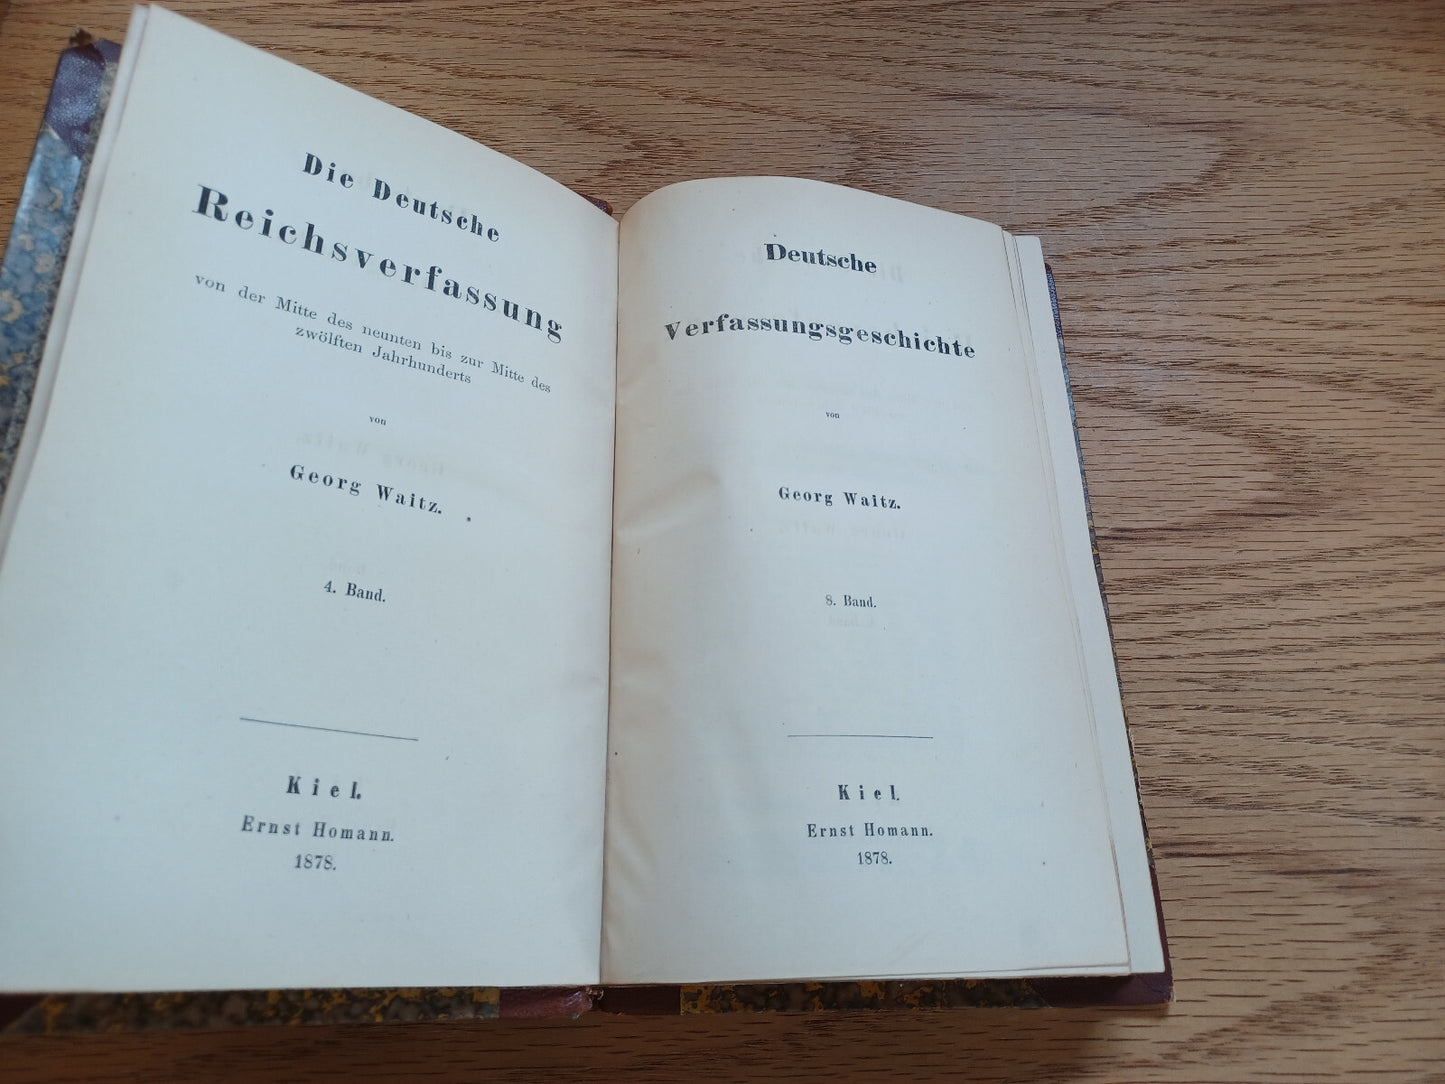 Die Deutsche
Reichsverfassung
von der Mitte des neunten bis zur Mitte des
zwölften Jahrhunderts
von
Georg Waitz.
4. Band.
Kiel.
Ernst Homann.
1878.
Deutsche
Verfassungsgeschichte
von
Georg Waitz.
8. Band.
Kiel.
Ernst Homann.
1878.